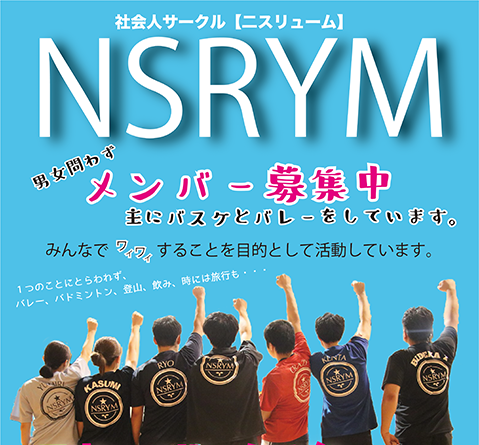 社会人サークル【ニスリューム】
NSRYM
男女問わず
メンバー募集中
主にバスケとバレーをしています。
みんなで ワイワイ することを目的として活動しています。
1つのことにとらわれず、
バレー、バドミントン、登山、飲み、時には旅行も・・・
KASUMI
RYO
KENTA
NSRYM
NSRYM
NSRYM
NSRYM
NSRYM
NSRYM